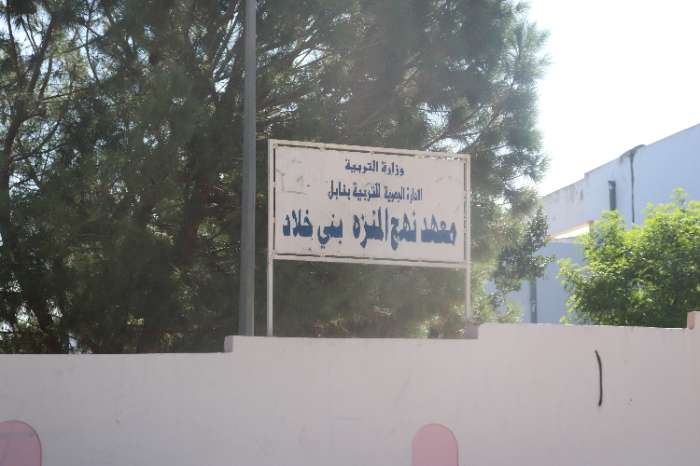 وزارة التربية
الادارة الجهوية للتربية بنابل
معهد نهج المنزه بني خلاد